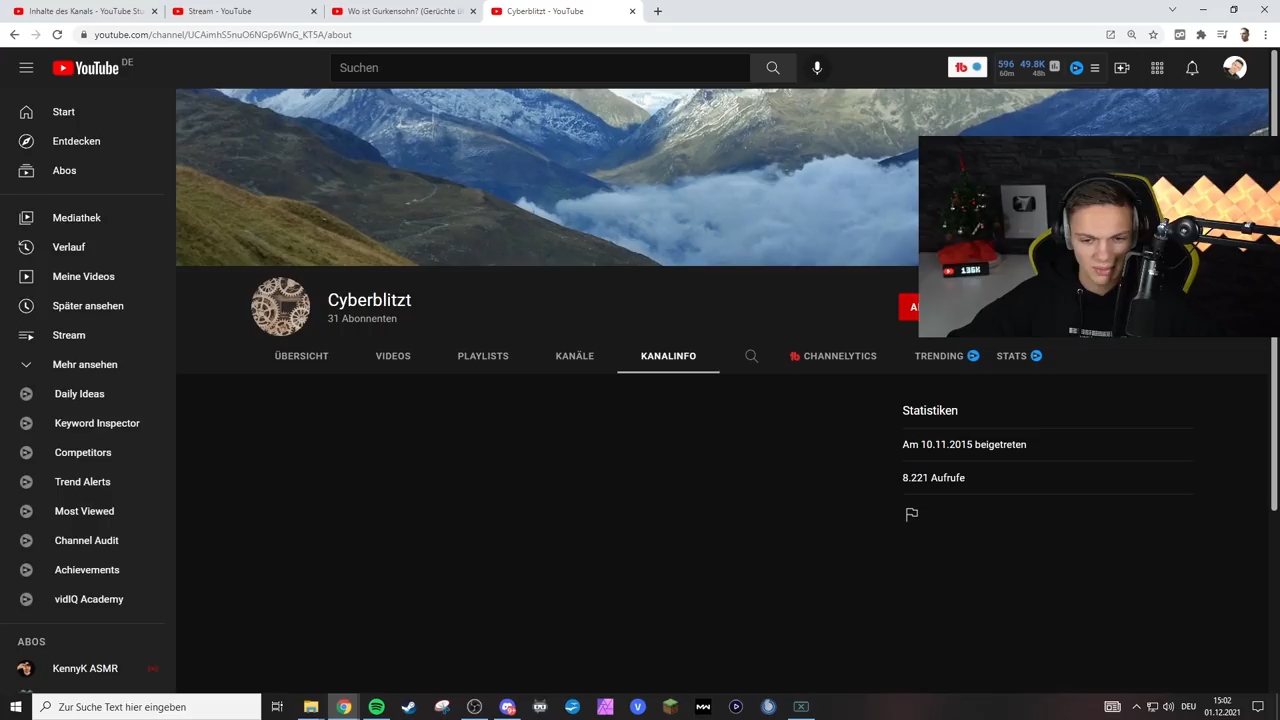 Inhalte des Kanals - YouTube Stu
Stream - YouTube
Wo ist Gurkensohn? (Gerüchte ü
Cyberblitzt - YouTube
youtube.com/channel/UCAimhS5nuO6NGp6WnG_KT5A/about
YouTube DE
Suchen
596 49.8K
60m 48h
Start
Entdecken
Abos
Mediathek
Verlauf
Meine Videos
Später ansehen
Stream
Mehr ansehen
Daily Ideas
Keyword Inspector
Competitors
Trend Alerts
Most Viewed
Channel Audit
Achievements
vidIQ Academy
ABOS
KennyK ASMR
135K
Cyberblitzt
31 Abonnenten
ÜBERSICHT VIDEOS PLAYLISTS KANÄLE KANALINFO CHANNELYTICS TRENDING STATS
Statistiken
Am 10.11.2015 beigetreten
8.221 Aufrufe
Zur Suche Text hier eingeben
DEU
15:02
01.12.2021